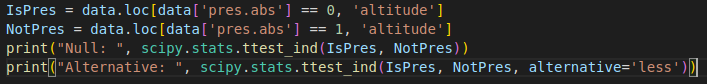 IsPres = data.loc[data['pres.abs'] == 0, 'altitude']
NotPres = data.loc[data['pres.abs'] == 1, 'altitude']
print("Null: ", scipy.stats.ttest_ind(IsPres, NotPres))
print("Alternative: ", scipy.stats.ttest_ind(IsPres, NotPres, alternative='less'))